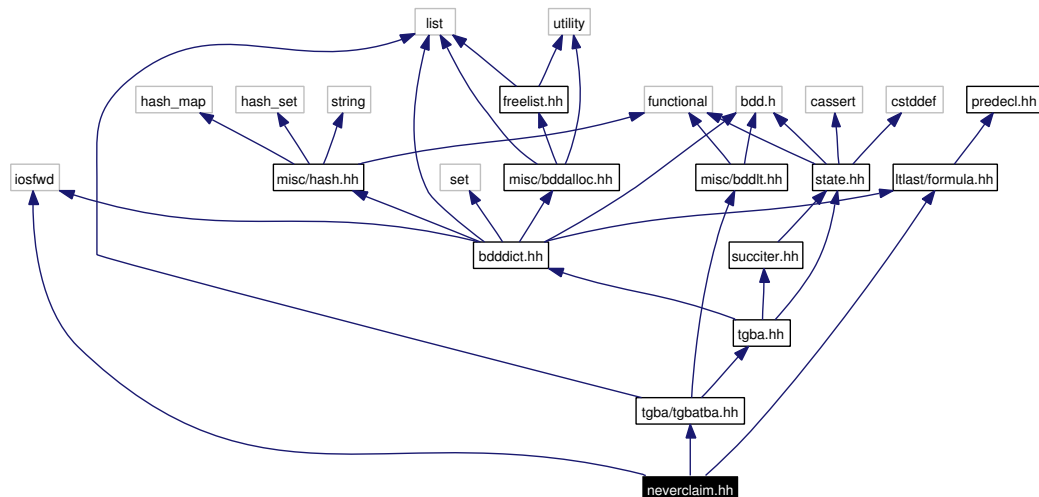 list
utility
hash_map
hash_set
string
freelist.hh
functional
bdd.h
cassert
cstddef
predecl.hh
iosfwd
misc/hash.hh
set
misc/bddalloc.hh
misc/bddlt.hh
state.hh
ltlast/formula.hh
bdddict.hh
succiter.hh
tgba.hh
tgba/tgbatba.hh
neverclaim.hh